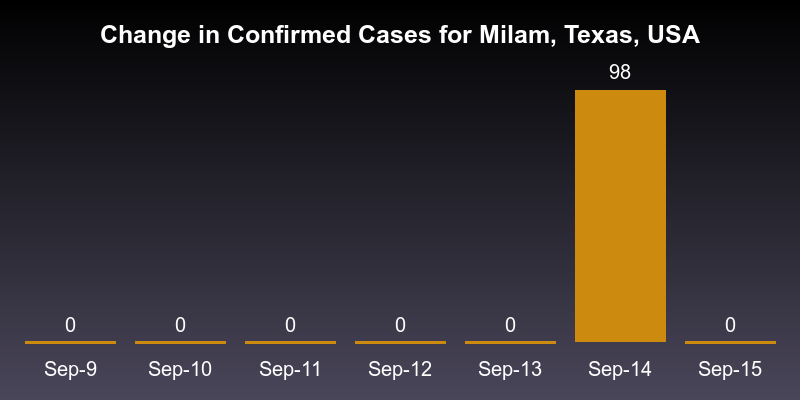 Change in Confirmed Cases for Milam, Texas, USA
98
0 0 0 0 0 0
Sep-9 Sep-10 Sep-11 Sep-12 Sep-13 Sep-14 Sep-15